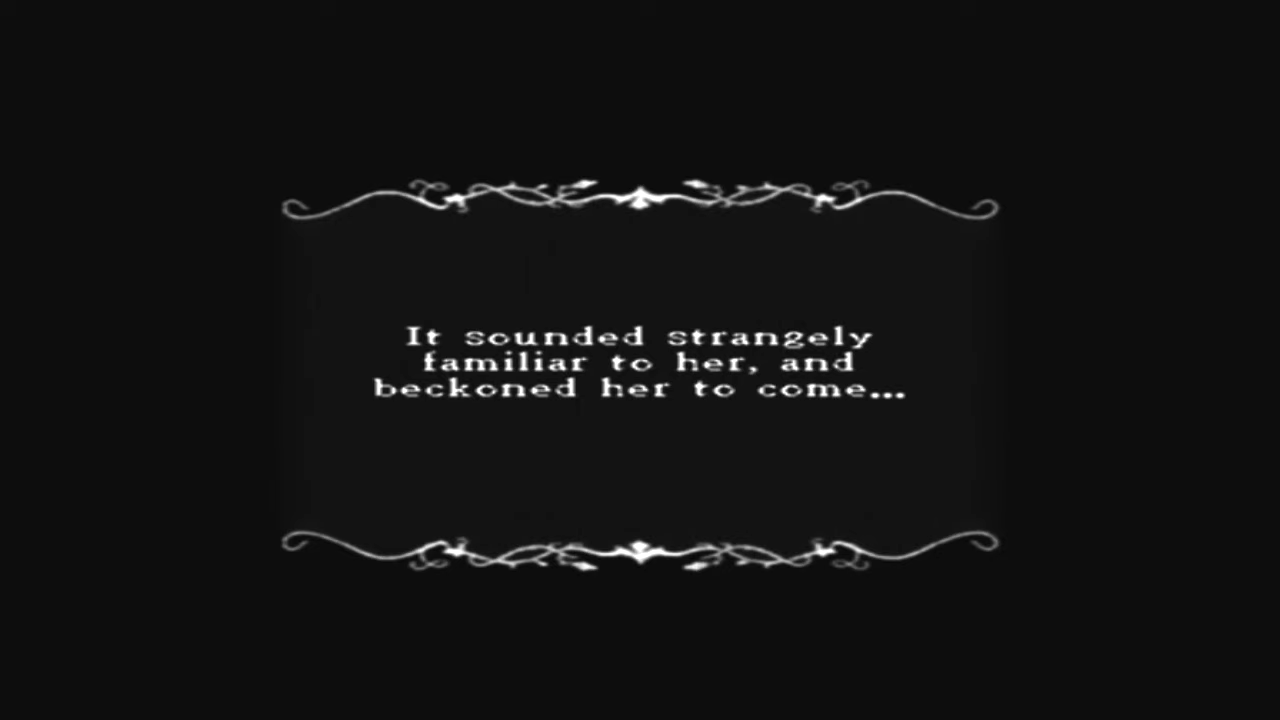 It sounded strangely
familiar to her, and
beckoned her to come...